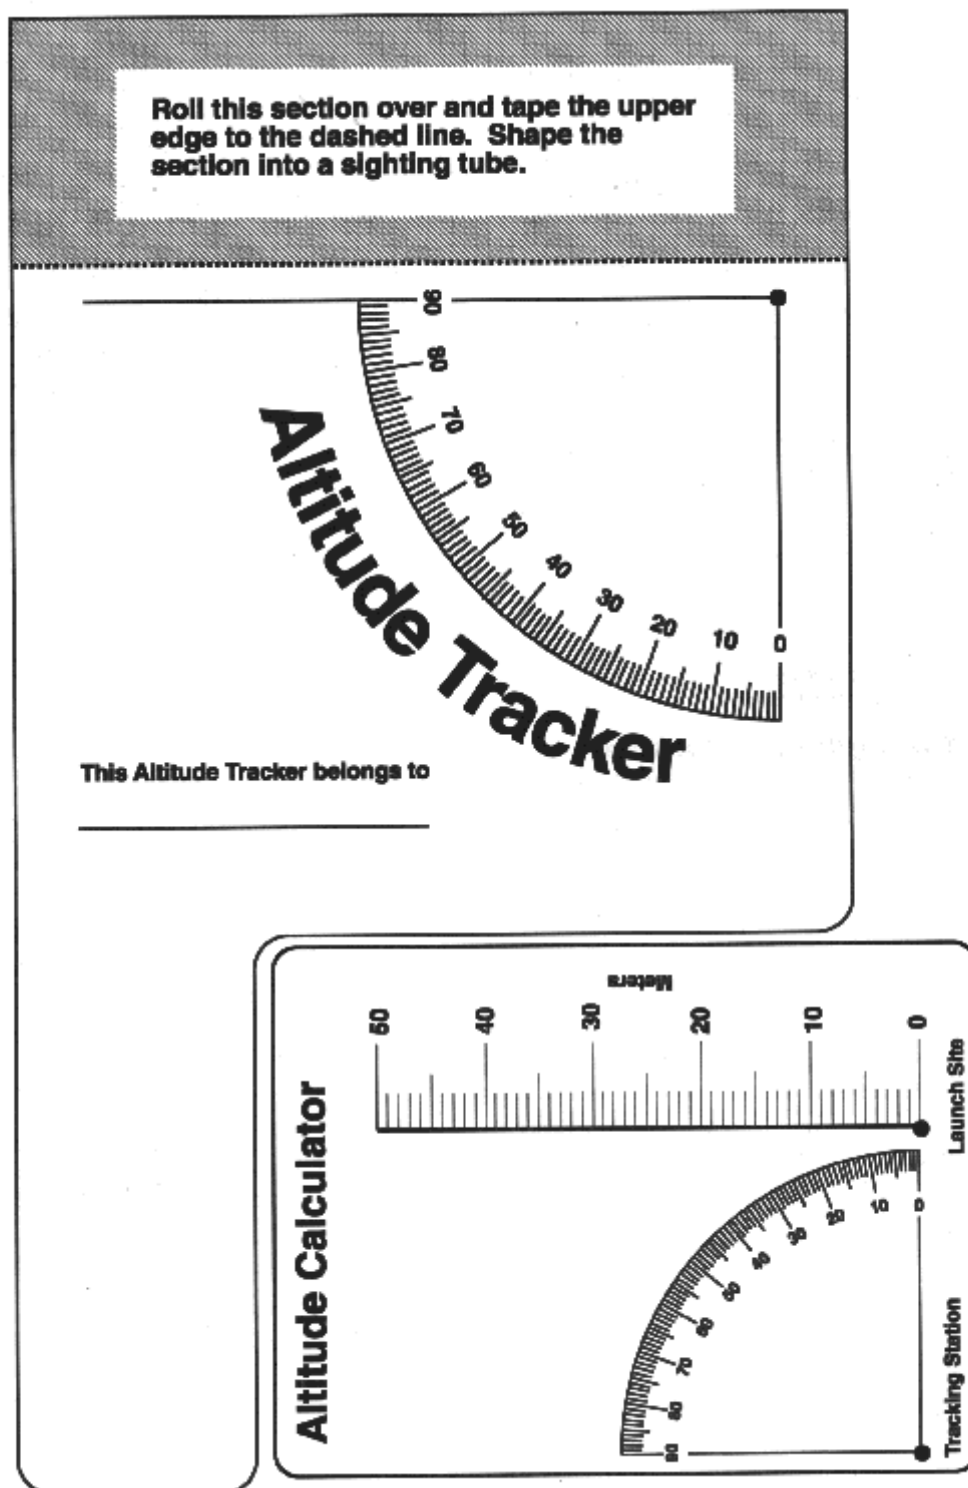 Roll this section over and tape the upper
edge to the dashed line. Shape the
section into a sighting tube.
90
80
70
60
50
40
30
20
10
0
Altitude Tracker
This Altitude Tracker belongs to
Altitude Calculator
Meters
50
40
30
20
10
0
Launch Site
90
80
70
60
50
40
30
20
10
0
Tracking Station